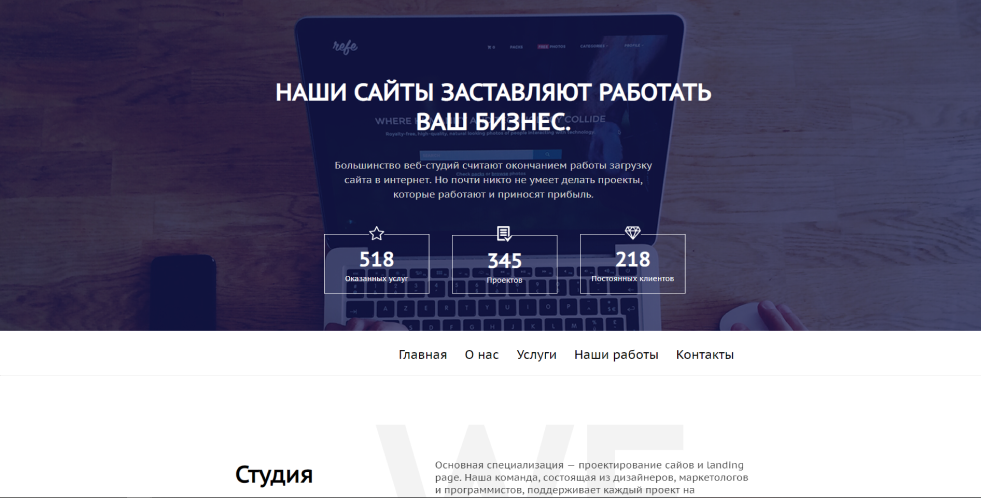 refe
НАШИ САЙТЫ ЗАСТАВЛЯЮТ РАБОТАТЬ
ВАШ БИЗНЕС.
Большинство веб-студий считают окончанием работы загрузку
сайта в интернет. Но почти никто не умеет делать проекты,
которые работают и приносят прибыль.
518
Оказанных услуг
345
Проектов
218
Постоянных клиентов
Главная О нас Услуги Наши работы Контакты
WE
Студия
Основная специализация — проектирование сайов и landing
page. Наша команда, состоящая из дизайнеров, маркетологов
и программистов, поддерживает каждый проект на